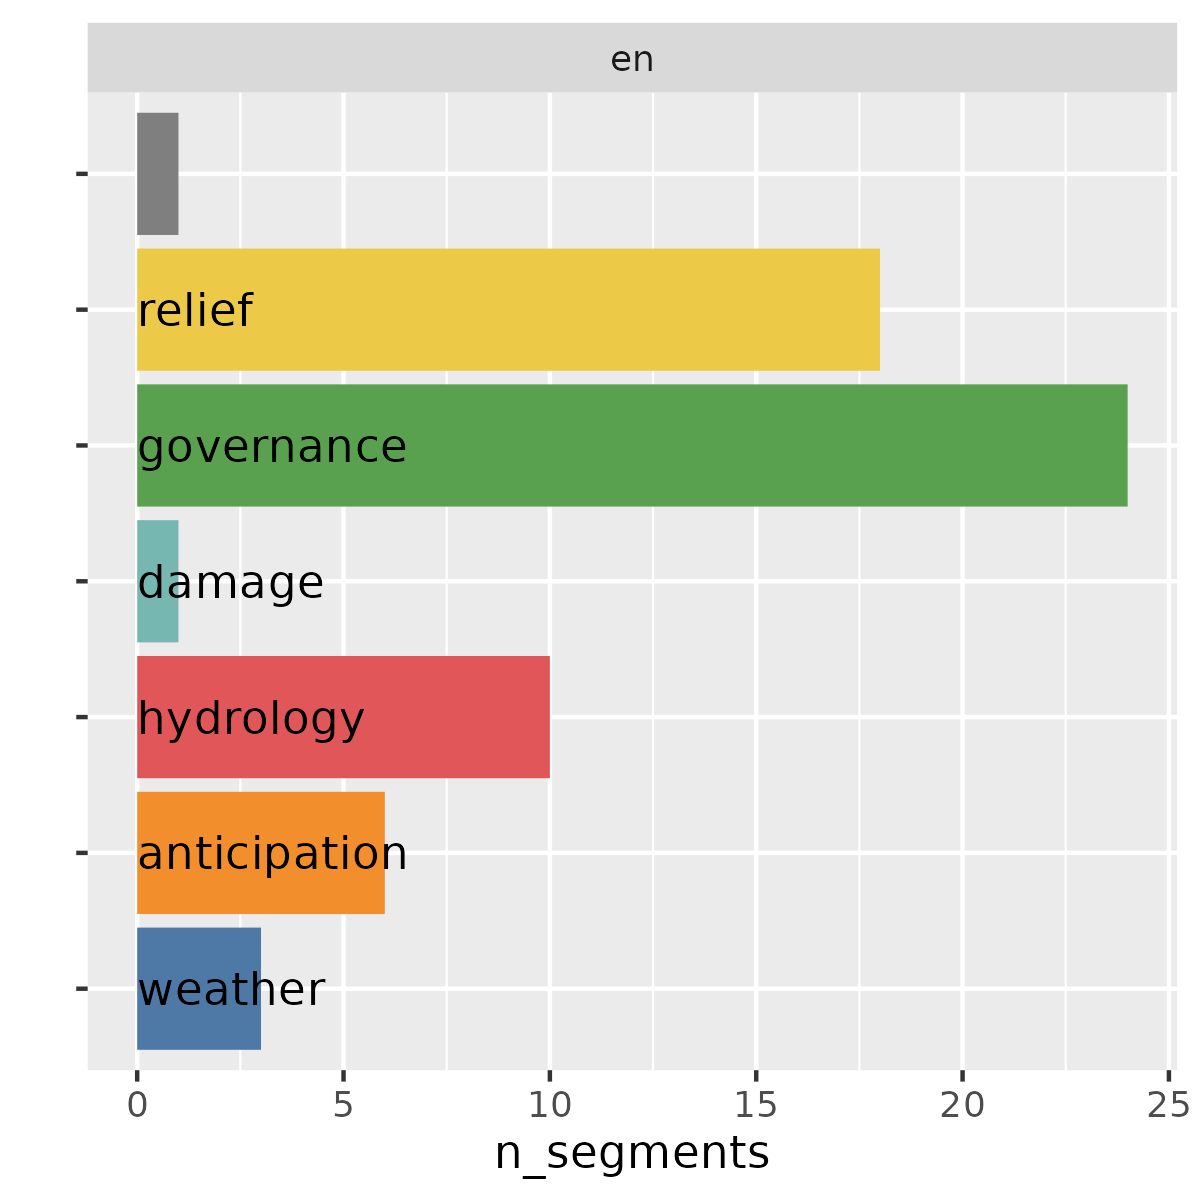 en
relief
governance
damage
hydrology
anticipation
weather
0 5 10 15 20 25
n_segments